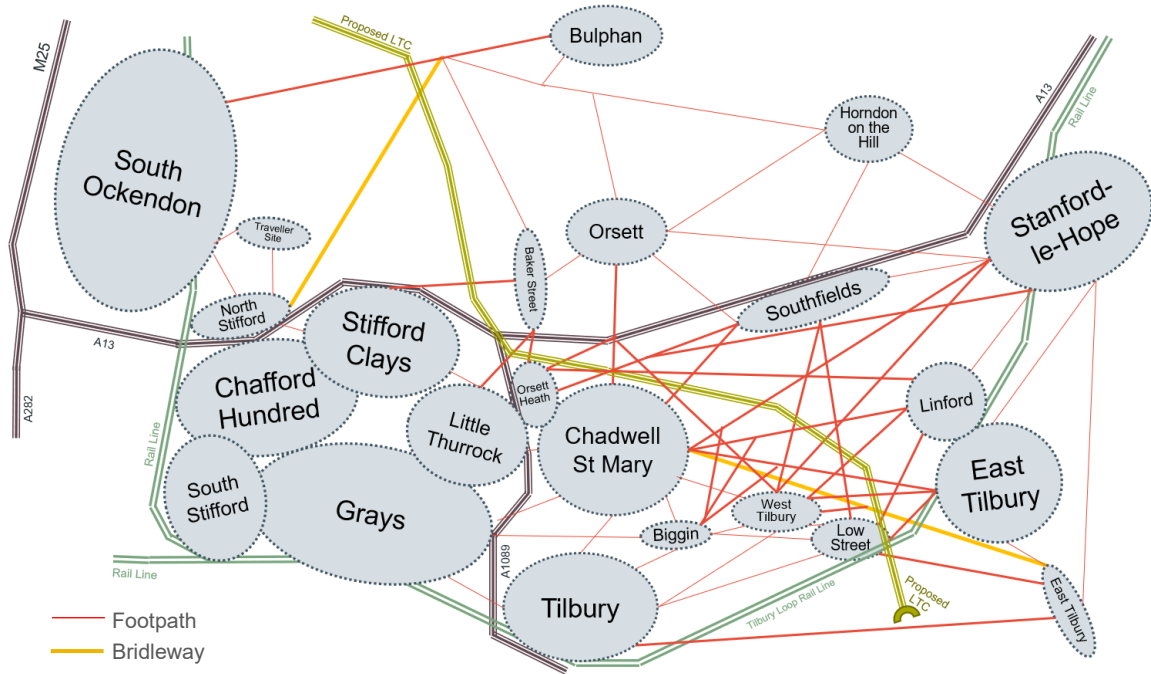 Proposed LTC
Bulphan
M25
A13
Rail Line
Horndon
on the
Hill
South
Ockendon
Stanford-
le-Hope
Traveller
Site
Orsett
Baker Street
North
Stifford
Southfields
Stifford
Clays
A13
Chafford
Hundred
Orsett
Heath
Linford
A282
Little
Thurrock
Chadwell
St Mary
Rail Line
East
Tilbury
South
Stifford
Grays
West
Tilbury
Biggin
Low
Street
A1089
Rail Line
Tilbury
Tilbury Loop Rail Line
Proposed
LTC
East Tilbury
Footpath
Bridleway